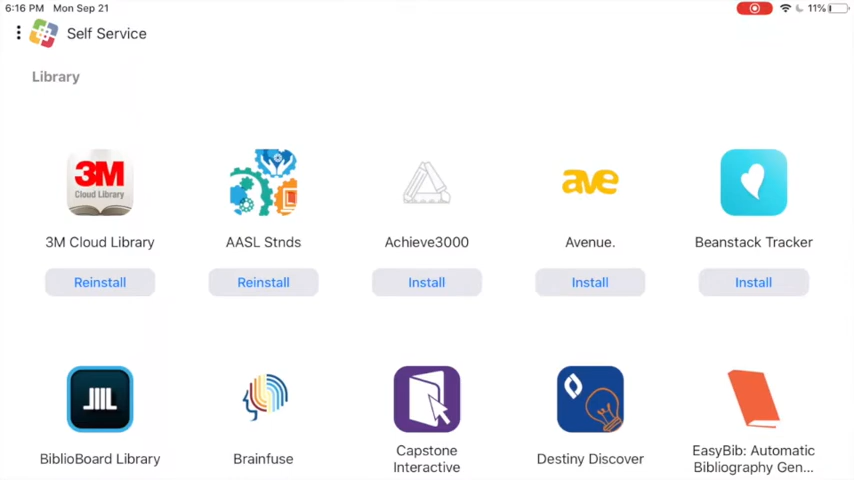 6:16 PM Mon Sep 21 11%
Self Service
Library
3M
Cloud Library
ave
3M Cloud Library AASL Stnds Achieve3000 Avenue. Beanstack Tracker
Reinstall Reinstall Install Install Install
BiblioBoard Library Brainfuse Capstone Interactive Destiny Discover EasyBib: Automatic
Bibliography Gen...